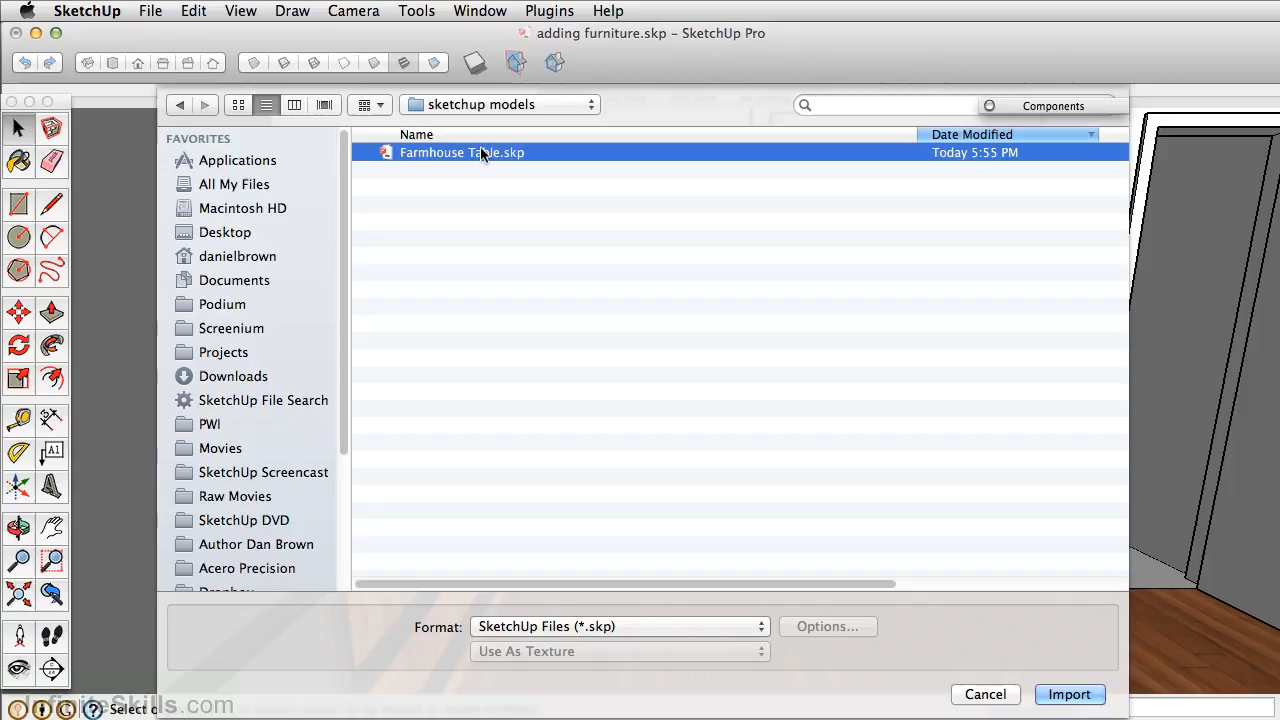 SketchUp File Edit View Draw Camera Tools Window Plugins Help
adding furniture.skp - SketchUp Pro
sketchup models
Components
FAVORITES
Name
Date Modified
Farmhouse Table.skp
Today 5:55 PM
Applications
All My Files
Macintosh HD
Desktop
danielbrown
Documents
Podium
Screenium
Projects
Downloads
SketchUp File Search
PWI
Movies
SketchUp Screencast
Raw Movies
SketchUp DVD
Author Dan Brown
Acero Precision
Dropbox
A1
Format: SketchUp Files (*.skp) Options...
Use As Texture
Cancel Import
InfiniteSkills.com
Select